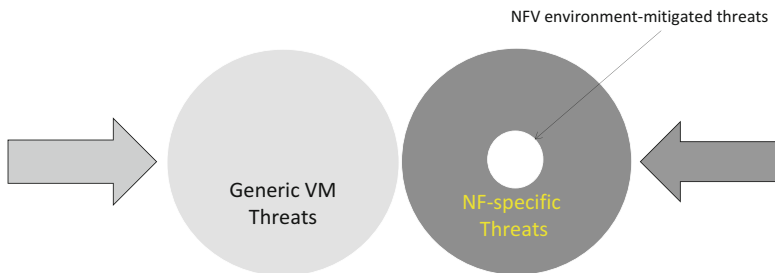 NFV environment-mitigated threats
Generic VM
Threats
NF-specific
Threats